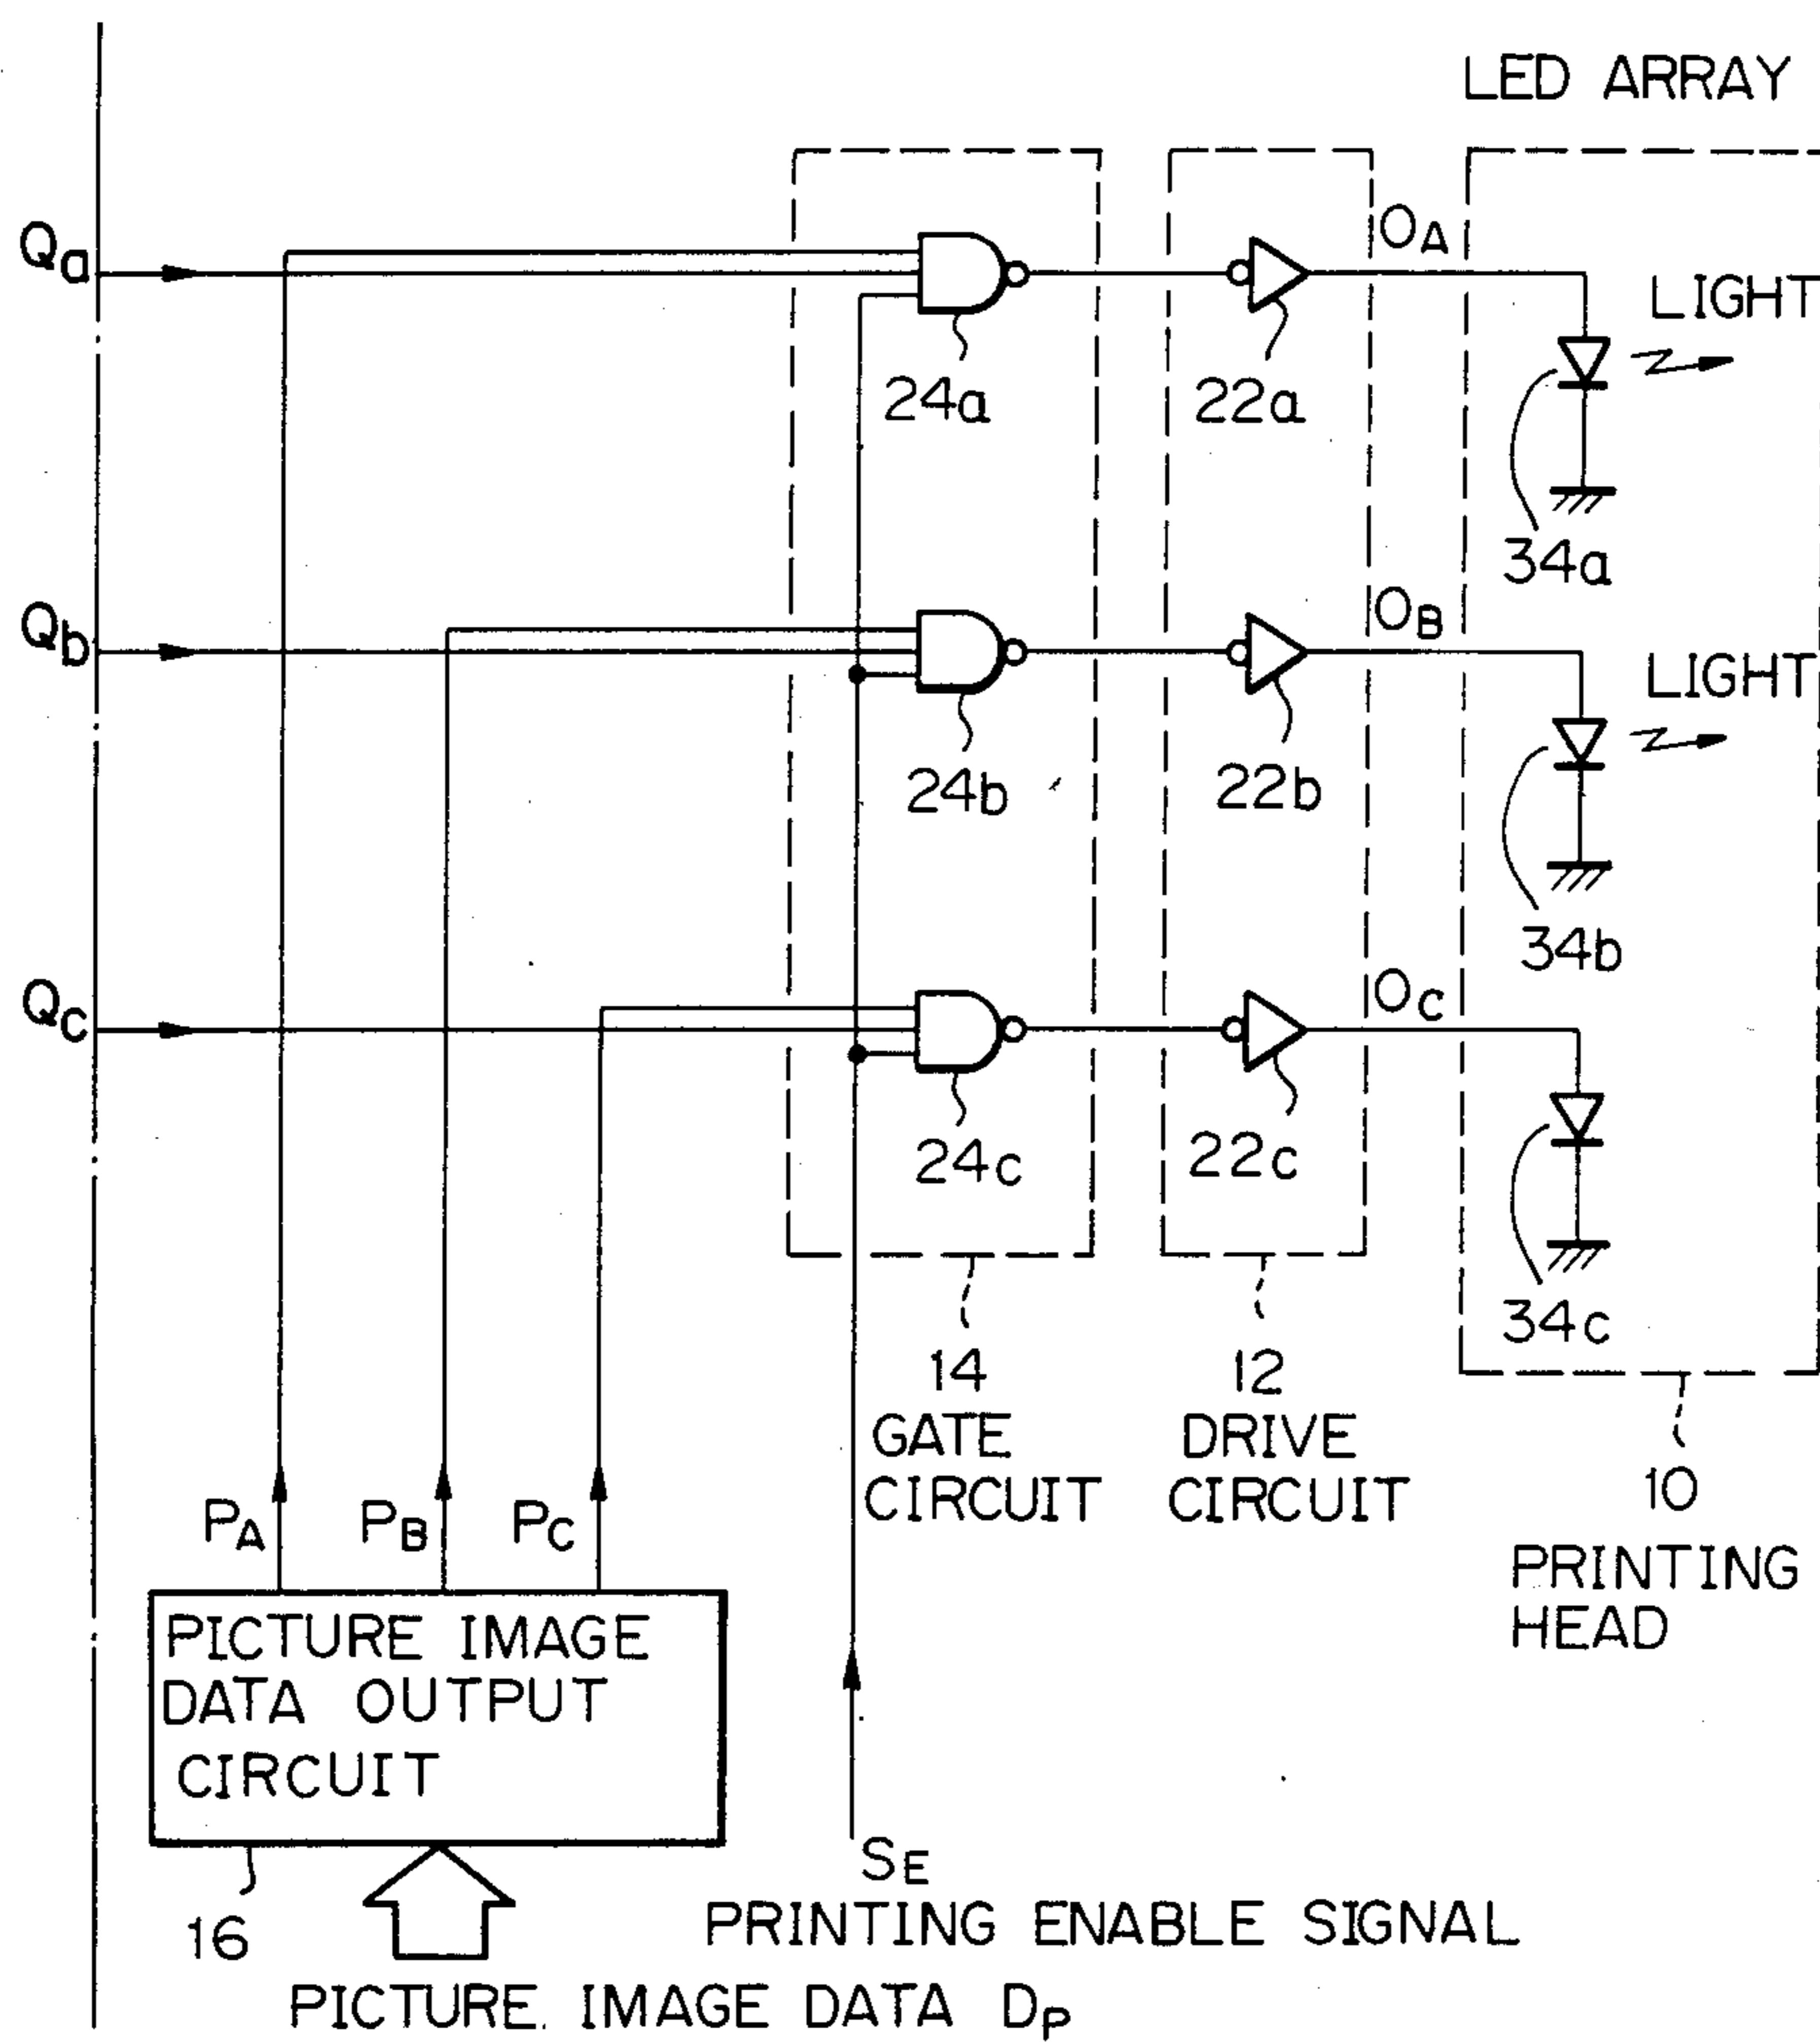 LED ARRAY
Qa
OA
LIGHT
24a
22a
34a
Qb
OB
LIGHT
24b
22b
34b
Qc
OC
24c
22c
34c
14
GATE
CIRCUIT
12
DRIVE
CIRCUIT
10
PRINTING
HEAD
PA
PB
PC
PICTURE IMAGE
DATA OUTPUT
CIRCUIT
16
SE
PRINTING ENABLE SIGNAL
PICTURE IMAGE DATA DP